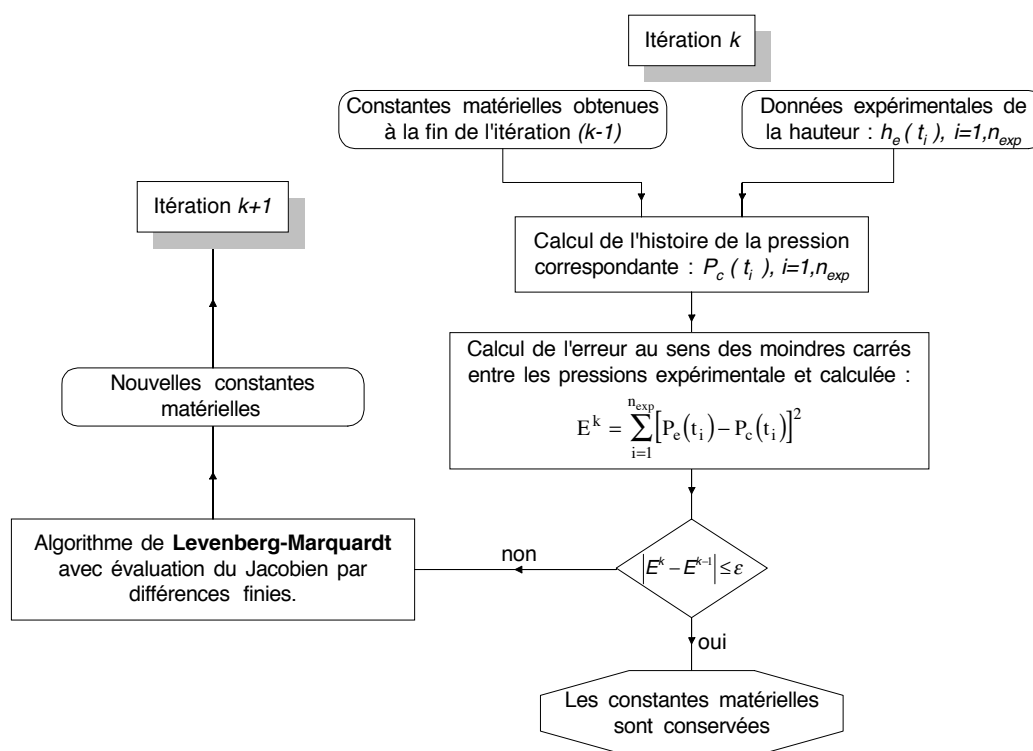 Itération k
Constantes matérielles obtenues
à la fin de l'itération (k-1)
Données expérimentales de
la hauteur : h_e ( t_i ), i=1,n_exp
Calcul de l'histoire de la pression
correspondante : P_c ( t_i ), i=1,n_exp
Calcul de l'erreur au sens des moindres carrés
entre les pressions expérimentale et calculée :
E^k = \sum_{i=1}^{n_exp} [P_e(t_i) − P_c(t_i)]^2
|E^k − E^{k−1}| ≤ ε
non
oui
Les constantes matérielles
sont conservées
Algorithme de Levenberg-Marquardt
avec évaluation du Jacobien par
différences finies.
Nouvelles constantes
matérielles
Itération k+1